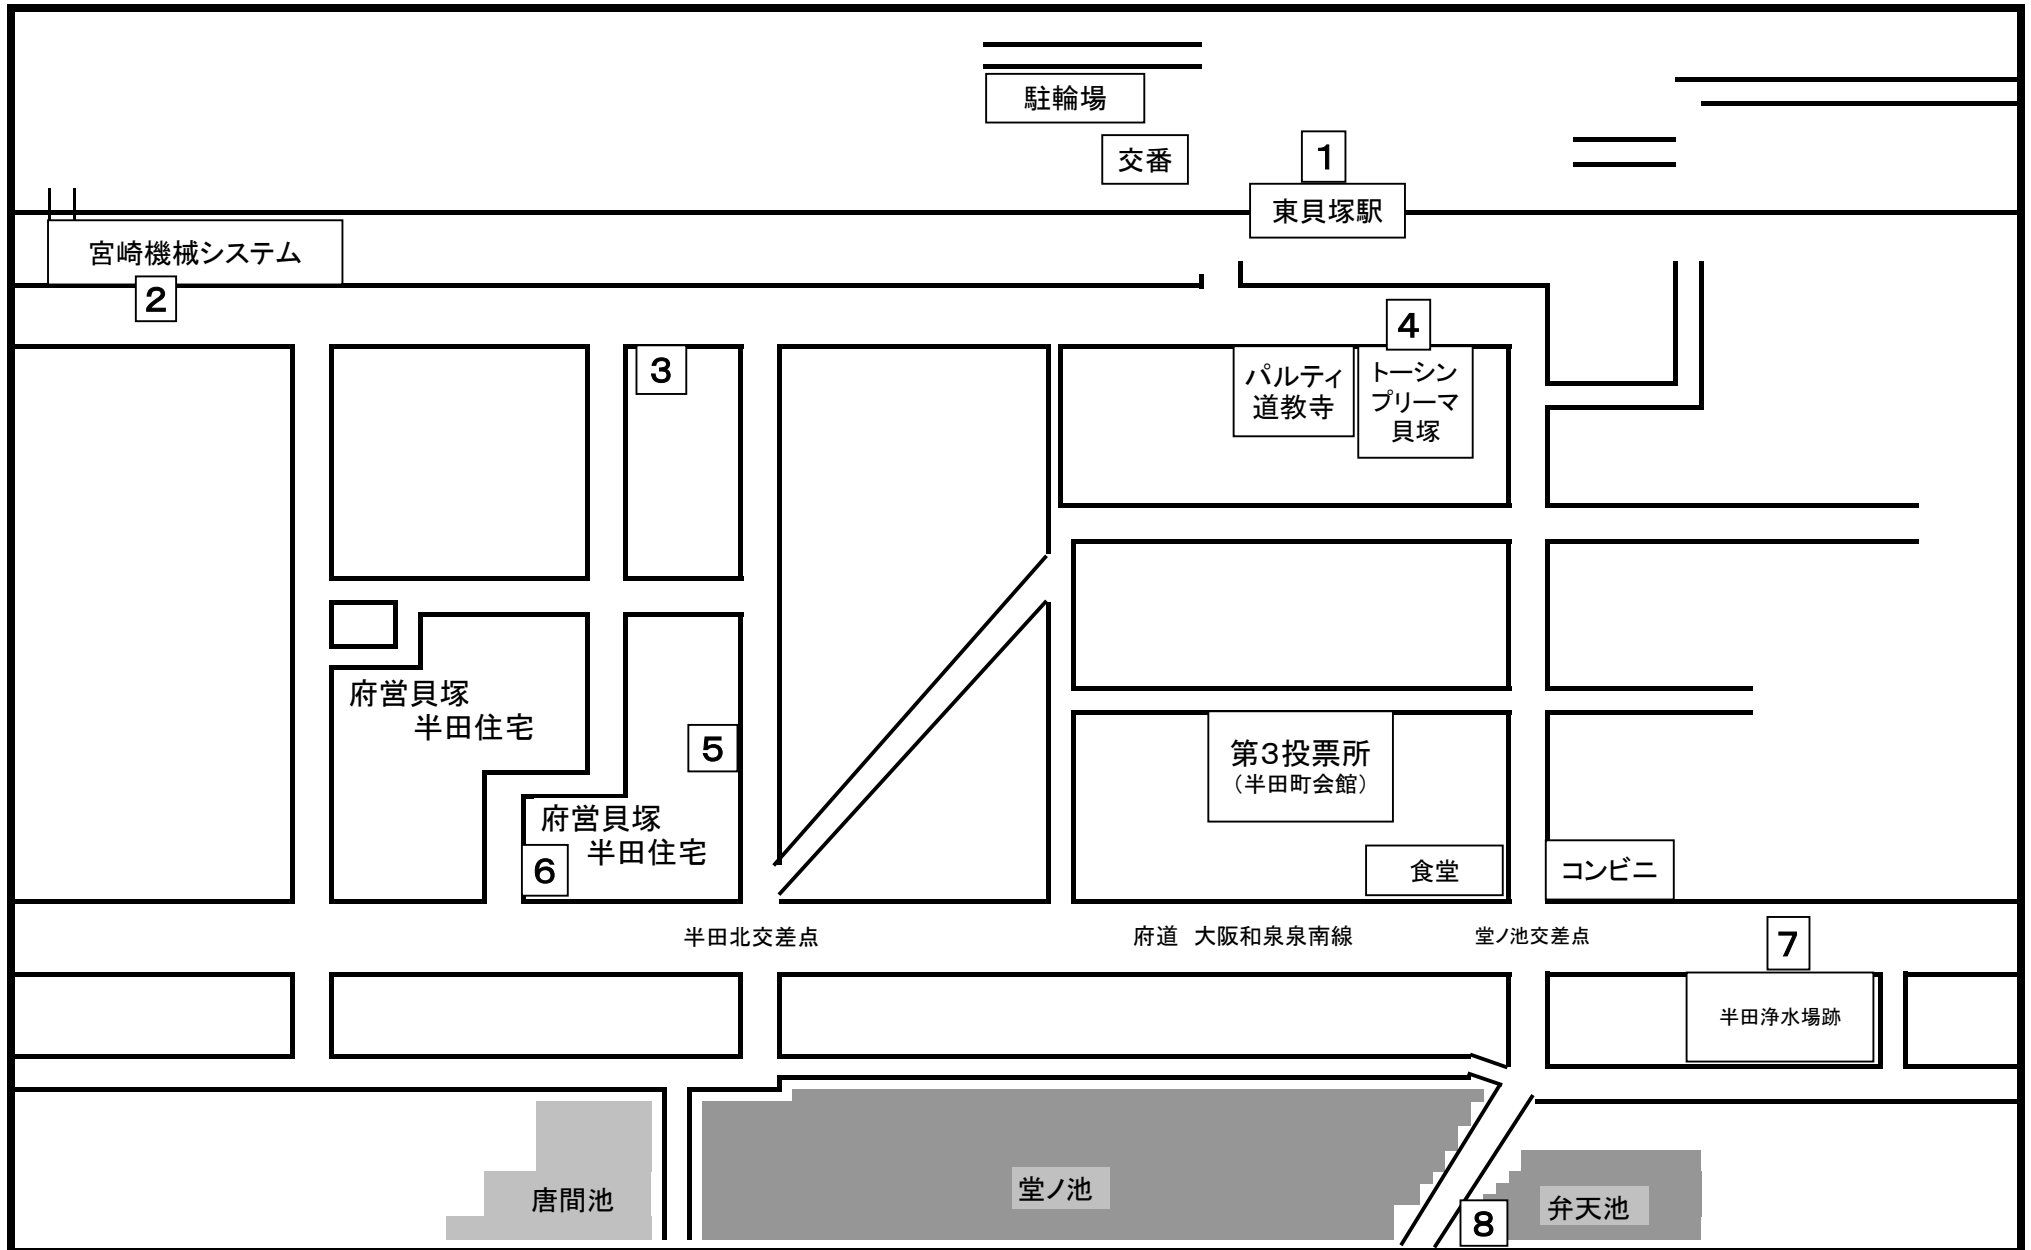 駐輪場
交番
1
東貝塚駅
宮崎機械システム
2
3
4
パルティ
道教寺
トーシン
プリーマ
貝塚
府営貝塚
半田住宅
5
第3投票所
（半田町会館）
府営貝塚
半田住宅
6
食堂
コンビニ
半田北交差点
府道　大阪和泉泉南線
堂ノ池交差点
7
半田浄水場跡
唐間池
堂ノ池
8
弁天池